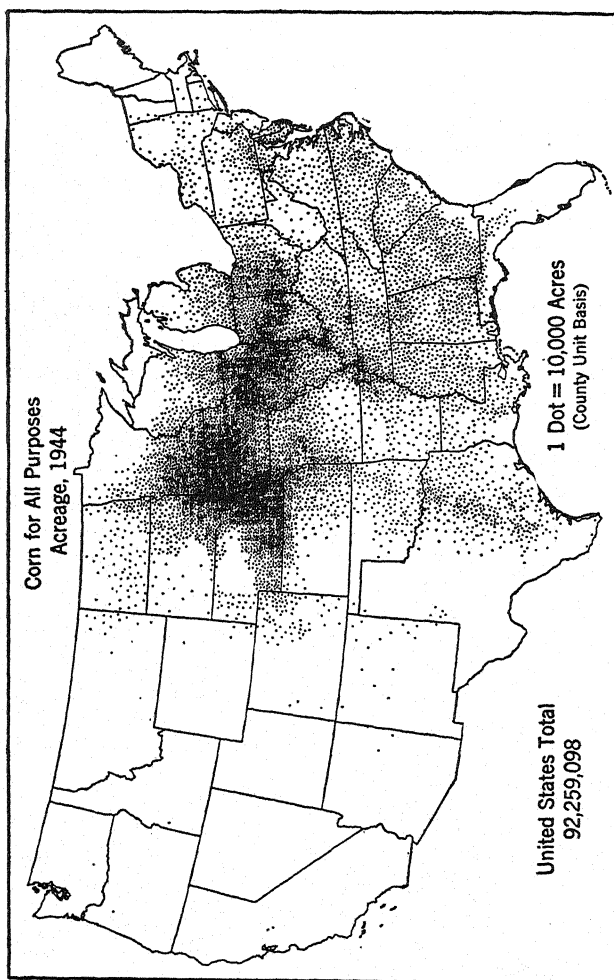 Corn for All Purposes
Acreage, 1944
1 Dot = 10,000 Acres
(County Unit Basis)
United States Total
92,259,098